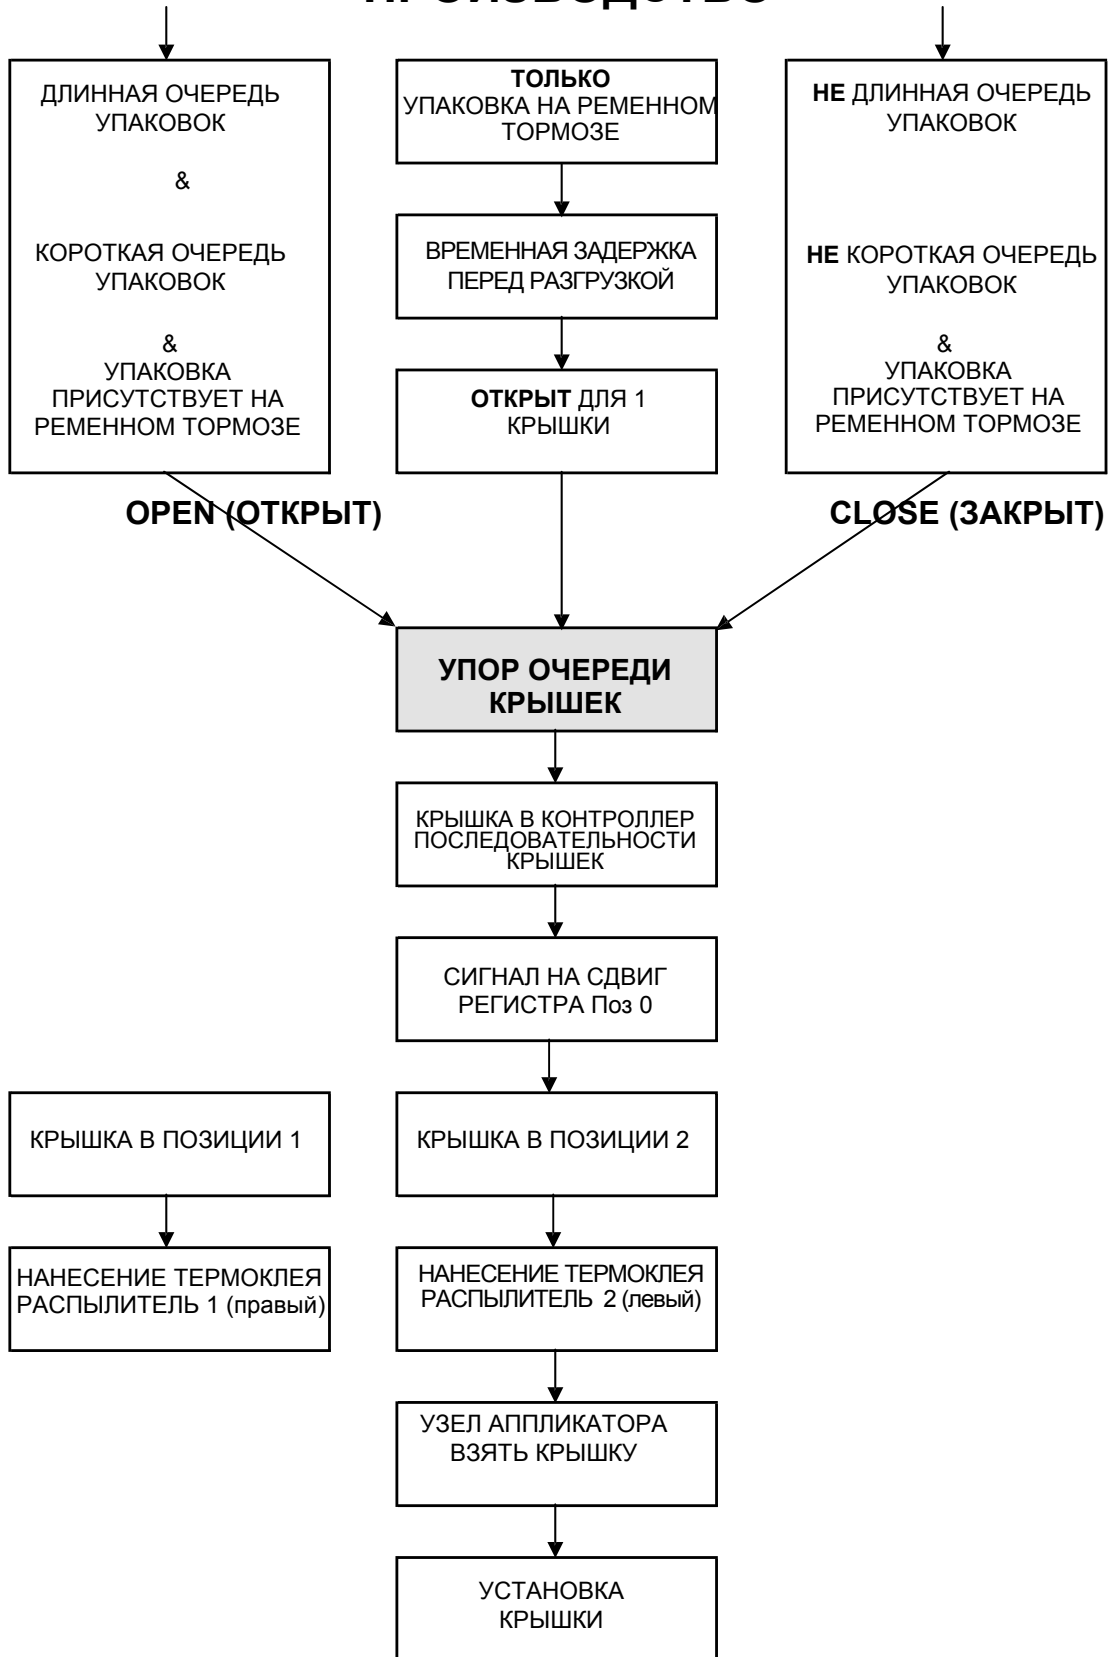 ПРОИЗВОДСТВО
ДЛИННАЯ ОЧЕРЕДЬ
УПАКОВОК
&
КОРОТКАЯ ОЧЕРЕДЬ
УПАКОВОК
&
УПАКОВКА
ПРИСУТСТВУЕТ НА
РЕМЕННОМ ТОРМОЗЕ
ТОЛЬКО
УПАКОВКА НА РЕМЕННОМ
ТОРМОЗЕ
ВРЕМЕННАЯ ЗАДЕРЖКА
ПЕРЕД РАЗГРУЗКОЙ
ОТКРЫТ ДЛЯ 1
КРЫШКИ
НЕ ДЛИННАЯ ОЧЕРЕДЬ
УПАКОВОК
НЕ КОРОТКАЯ ОЧЕРЕДЬ
УПАКОВОК
&
УПАКОВКА
ПРИСУТСТВУЕТ НА
РЕМЕННОМ ТОРМОЗЕ
OPEN (ОТКРЫТ)
CLOSE (ЗАКРЫТ)
УПОР ОЧЕРЕДИ
КРЫШЕК
КРЫШКА В КОНТРОЛЛЕР
ПОСЛЕДОВАТЕЛЬНОСТИ
КРЫШЕК
СИГНАЛ НА СДВИГ
РЕГИСТРА Поз 0
КРЫШКА В ПОЗИЦИИ 1
КРЫШКА В ПОЗИЦИИ 2
НАНЕСЕНИЕ ТЕРМОКЛЕЯ
РАСПЫЛИТЕЛЬ 1 (правый)
НАНЕСЕНИЕ ТЕРМОКЛЕЯ
РАСПЫЛИТЕЛЬ 2 (левый)
УЗЕЛ АППЛИКАТОРА
ВЗЯТЬ КРЫШКУ
УСТАНОВКА
КРЫШКИ